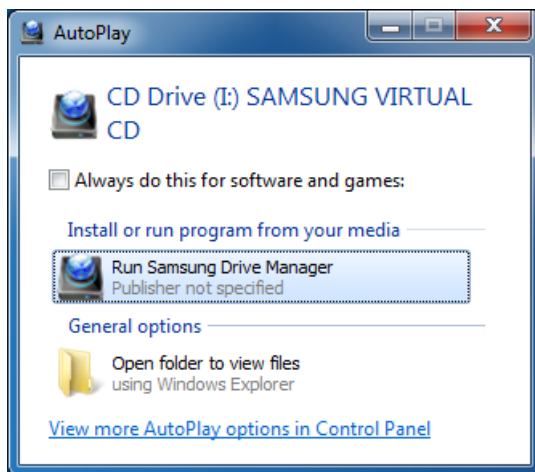 AutoPlay
CD Drive (I:) SAMSUNG VIRTUAL
CD
Always do this for software and games:
Install or run program from your media
Run Samsung Drive Manager
Publisher not specified
General options
Open folder to view files
using Windows Explorer
View more AutoPlay options in Control Panel